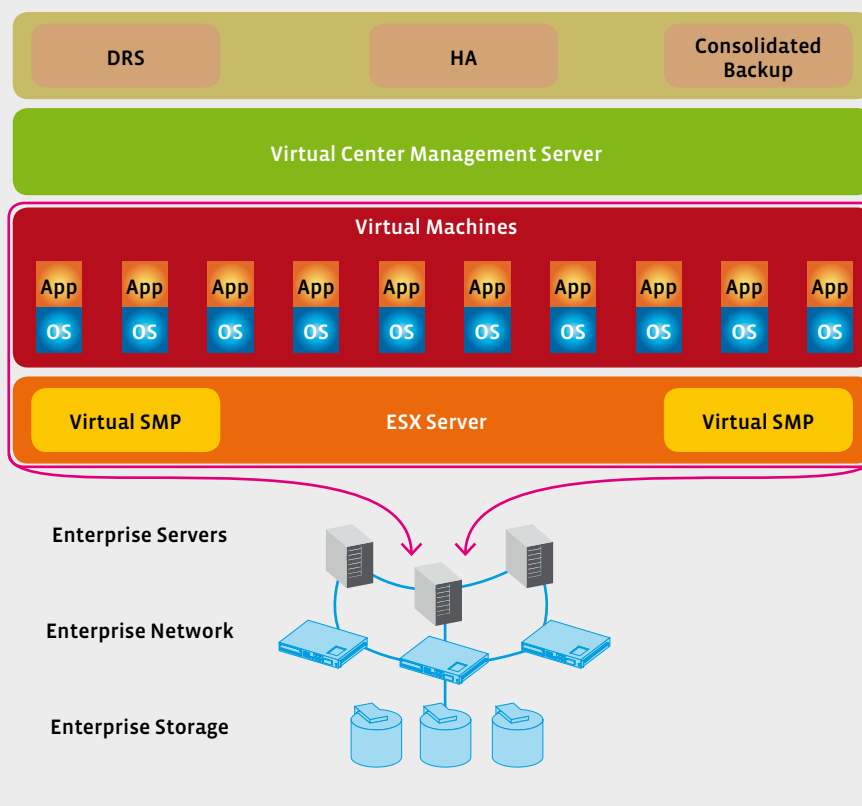 DRS
HA
Consolidated
Backup
Virtual Center Management Server
Virtual Machines
App App App App App App App App App App
OS OS OS OS OS OS OS OS OS OS
Virtual SMP ESX Server Virtual SMP
Enterprise Servers
Enterprise Network
Enterprise Storage